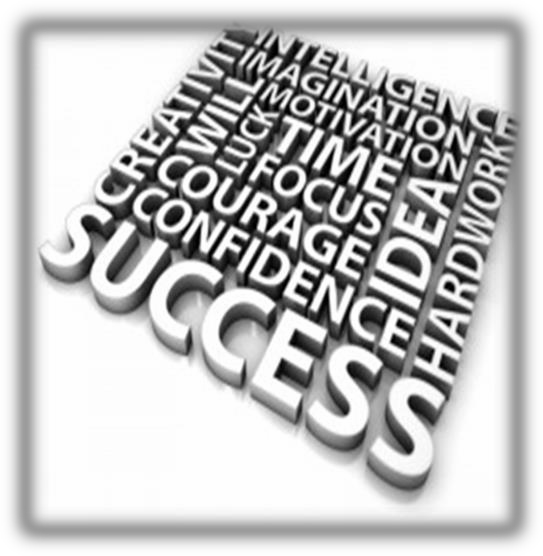 INTELLIGENCE
IMAGINATION
MOTIVATION
CREATIVITY
WILL
LUCK
TIME
FOCUS
COURAGE
CONFIDENCE
IDEA
HARDWORK
SUCCESS